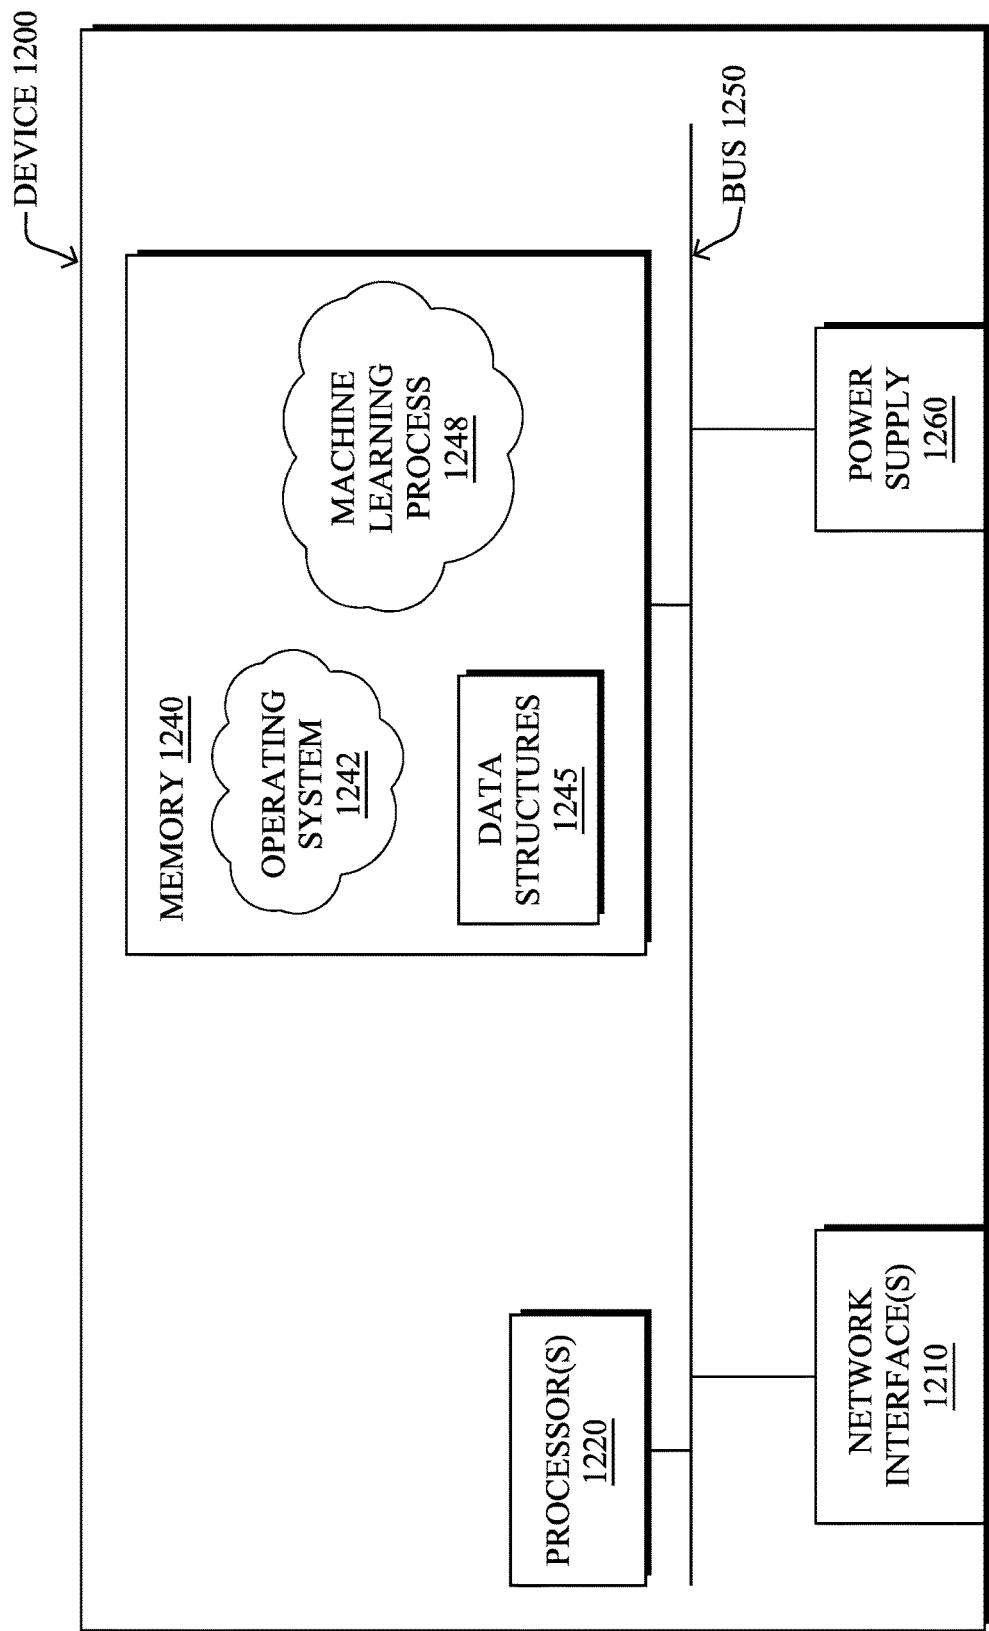 DEVICE 1200
MEMORY 1240
OPERATING
SYSTEM
1242
MACHINE
LEARNING
PROCESS
1248
DATA
STRUCTURES
1245
PROCESSOR(S)
1220
BUS 1250
NETWORK
INTERFACE(S)
1210
POWER
SUPPLY
1260